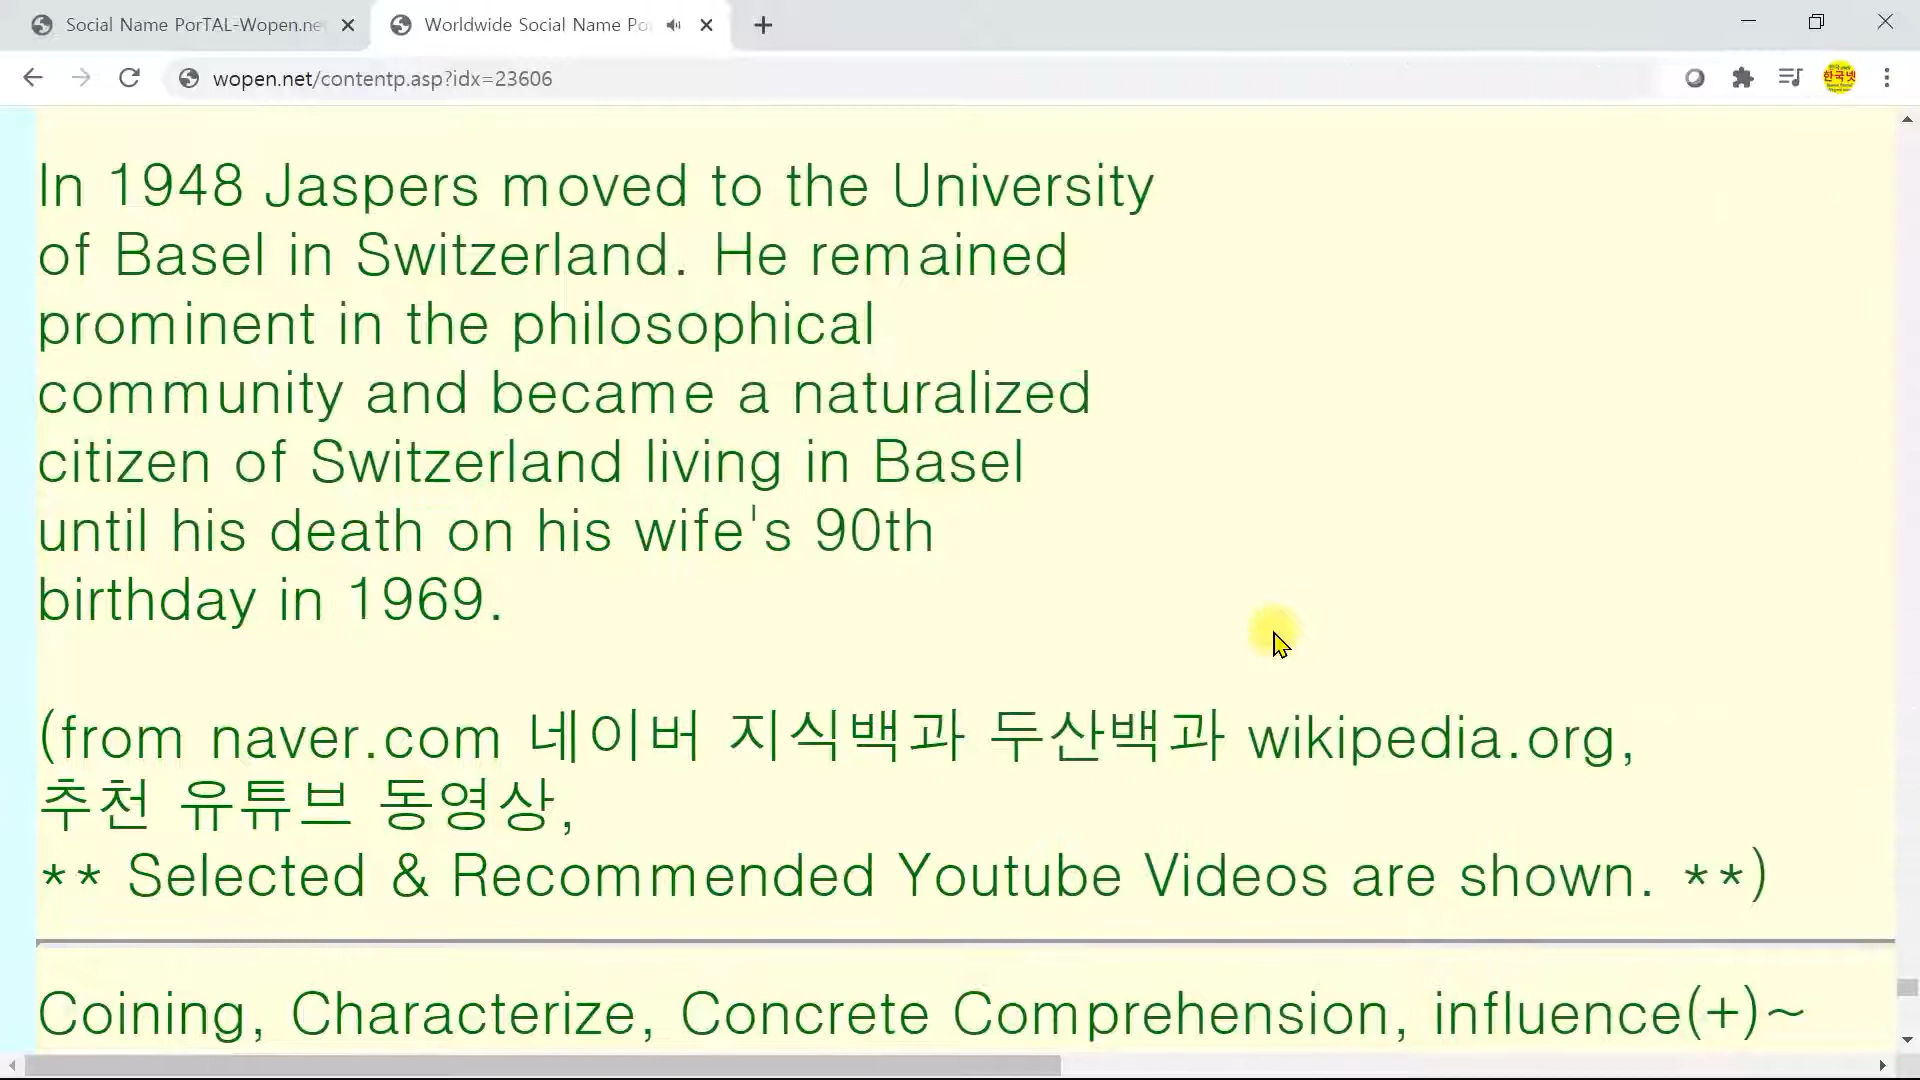 Social Name PorTAL-Wopen.ne
Worldwide Social Name Po
wopen.net/contentp.asp?idx=23606
한국넷
In 1948 Jaspers moved to the University
of Basel in Switzerland. He remained
prominent in the philosophical
community and became a naturalized
citizen of Switzerland living in Basel
until his death on his wife's 90th
birthday in 1969.
(from naver.com 네이버 지식백과 두산백과 wikipedia.org,
추천 유튜브 동영상,
** Selected & Recommended Youtube Videos are shown. **)
Coining, Characterize, Concrete Comprehension, influence(+)~